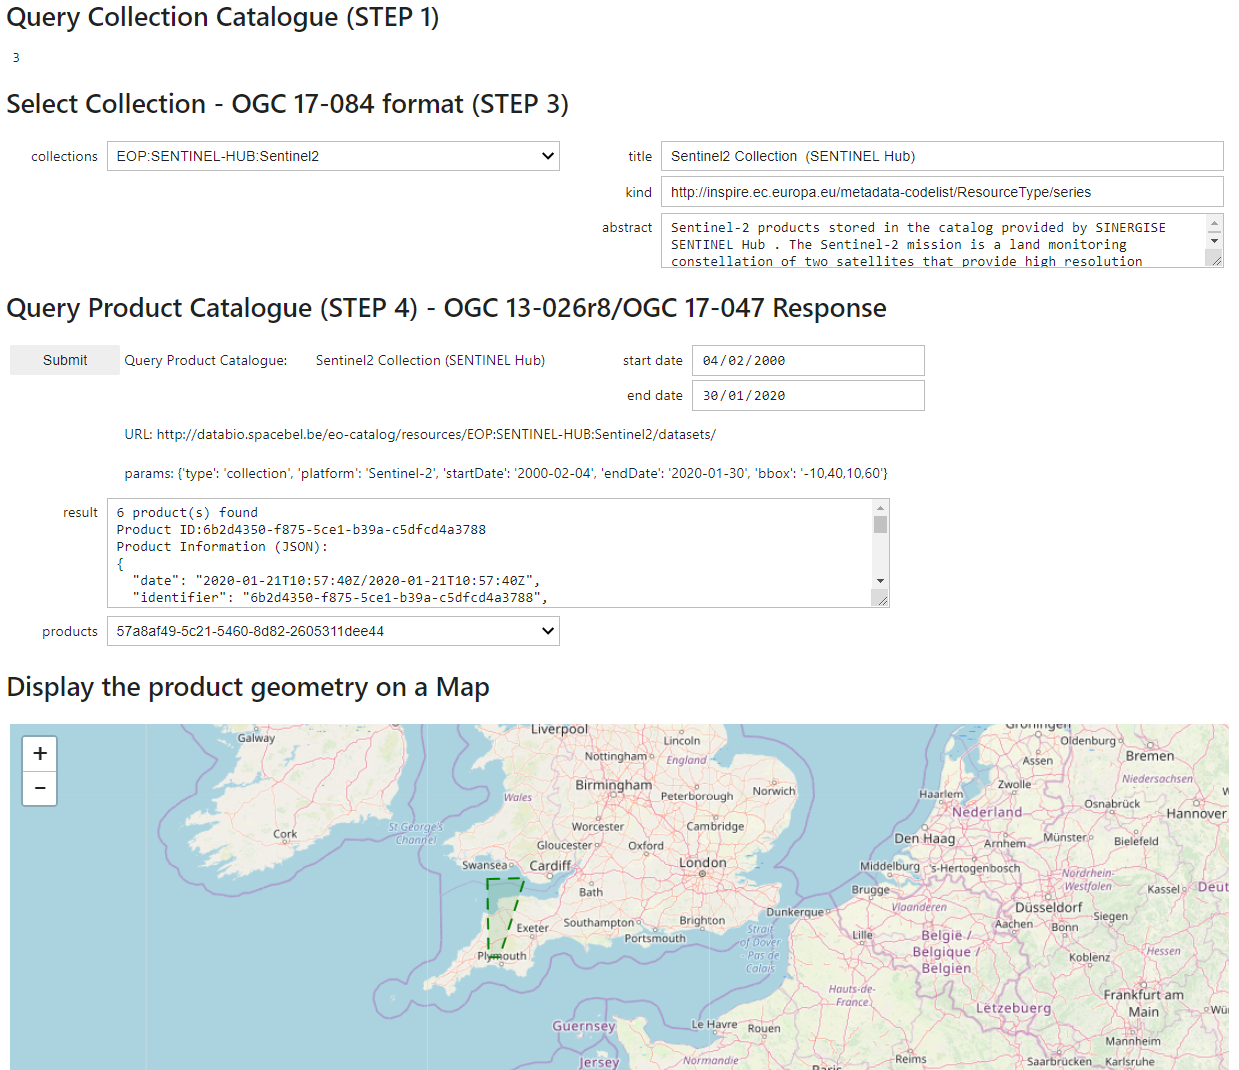 Query Collection Catalogue (STEP 1)
3
Select Collection - OGC 17-084 format (STEP 3)
collections EOP:SENTINEL-HUB:Sentinel2
title Sentinel2 Collection (SENTINEL Hub)
kind http://inspire.ec.europa.eu/metadata-codelist/ResourceType/series
abstract Sentinel-2 products stored in the catalog provided by SINERGISE
SENTINEL Hub . The Sentinel-2 mission is a land monitoring
constellation of two satellites that provide high resolution
Query Product Catalogue (STEP 4) - OGC 13-026r8/OGC 17-047 Response
Submit Query Product Catalogue: Sentinel2 Collection (SENTINEL Hub) start date 04/02/2000
end date 30/01/2020
URL: http://databio.spacebel.be/eo-catalog/resources/EOP:SENTINEL-HUB:Sentinel2/datasets/
params: {'type': 'collection', 'platform': 'Sentinel-2', 'startDate': '2000-02-04', 'endDate': '2020-01-30', 'bbox': '-10,40,10,60'}
result 6 product(s) found
Product ID:6b2d4350-f875-5ce1-b39a-c5dfcd4a3788
Product Information (JSON):
{
"date": "2020-01-21T10:57:40Z/2020-01-21T10:57:40Z",
"identifier": "6b2d4350-f875-5ce1-b39a-c5dfcd4a3788",
products 57a8af49-5c21-5460-8d82-2605311dee44
Display the product geometry on a Map
+
−
Liverpool
Groningen
Galway
Lincoln
Oldenburg
Nottingham
England
Assen
Bremen
Birmingham
Peterborough
Norwich
Zwolle
Niedersachsen
Wales
Haarlem
Osnabrück
Nederland
Hannover
Cork
St George's
Channel
Worcester
Cambridge
Den Haag
Arnhem
Münster
Bielefeld
Gloucester
Oxford
Swansea
Cardiff
London
Middelburg
's-Hertogenbosch
Nordrhein-
Westfalen
Bath
Brugge
Kassel
Deut
Vlaanderen
Düsseldorf
Dunkerque
Siegen
Exeter
Southampton
Brighton
Aachen
Bonn
Portsmouth
Strait
of Dover
Pas de
Calais
Lille
België /
Belgique /
Belgien
Hessen
Plymouth
Koblenz
Hauts-de-
France
Frankfurt am
Main
Lëtzebuerg
Wü
Guernsey
Le Havre
Rouen
Mannheim
Jersey
Normandie
Reims
Saarbrücken
Karlsruhe
Paris